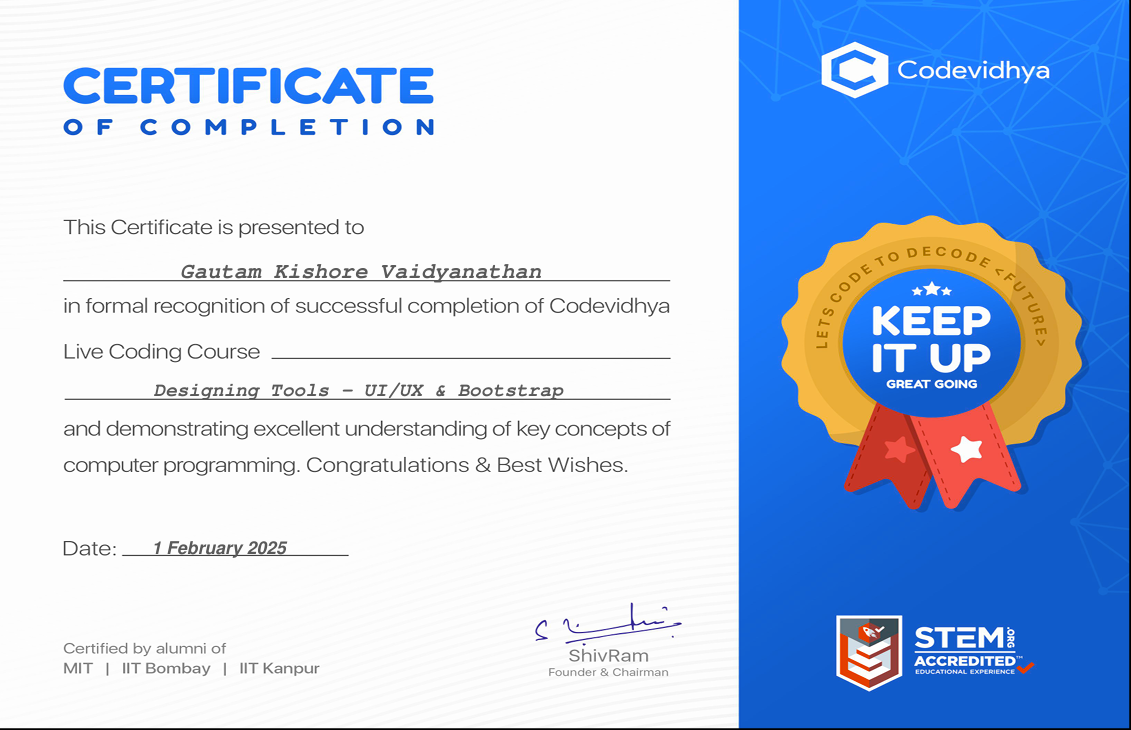 CERTIFICATE
OF COMPLETION
This Certificate is presented to
Gautam Kishore Vaidyanathan
in formal recognition of successful completion of Codevidhya
Live Coding Course
Designing Tools - UI/UX & Bootstrap
and demonstrating excellent understanding of key concepts of
computer programming. Congratulations & Best Wishes.
Date: 1 February 2025
Certified by alumni of
MIT | IIT Bombay | IIT Kanpur
ShivRam
Founder & Chairman
Codevidhya
LETS CODE TO DECODE <FUTURE>
KEEP
IT UP
GREAT GOING
STEM.ORG
ACCREDITED™
EDUCATIONAL EXPERIENCE